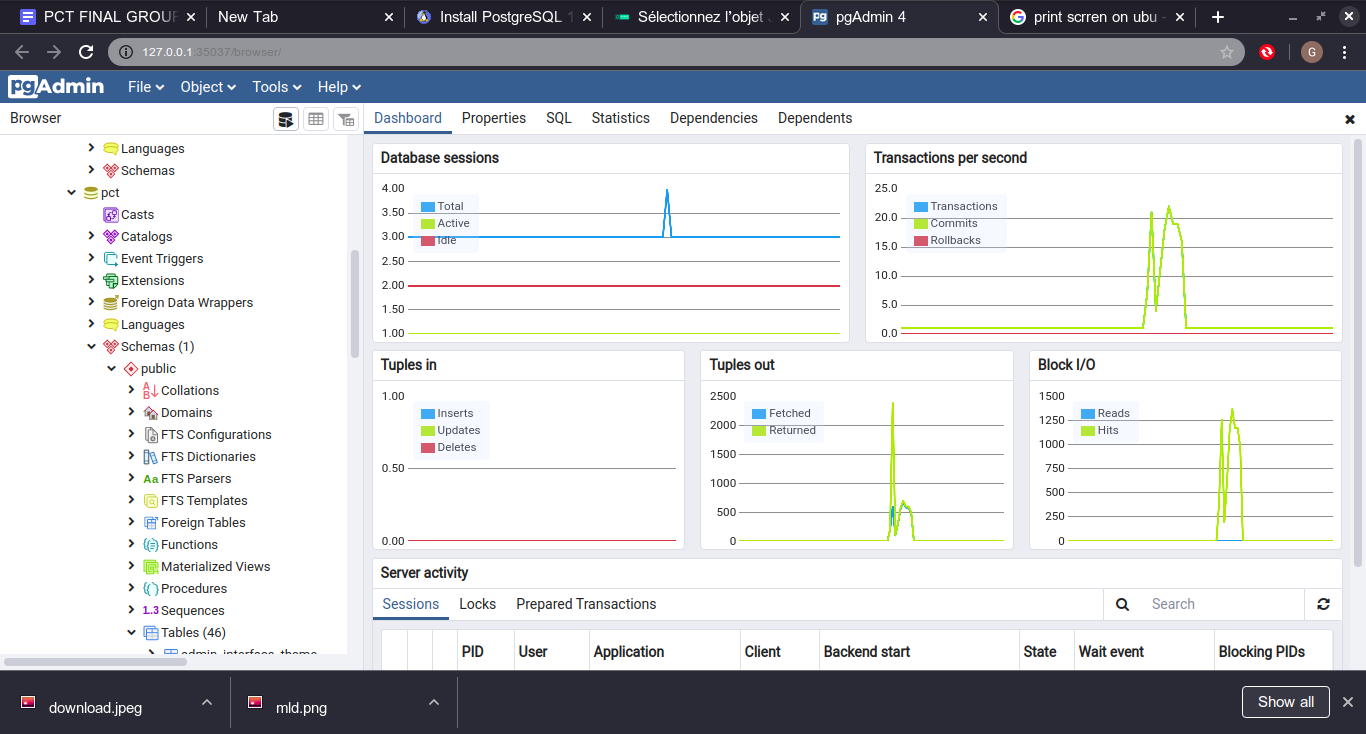 PCT FINAL GROUP
New Tab
Install PostgreSQL 1
Sélectionnez l'objet
pgAdmin 4
print scrren on ubu
127.0.0.1:35037/browser/
G
pgAdmin
File
Object
Tools
Help
Browser
Dashboard
Properties
SQL
Statistics
Dependencies
Dependents
Languages
Schemas
pct
Casts
Catalogs
Event Triggers
Extensions
Foreign Data Wrappers
Languages
Schemas (1)
public
Collations
Domains
FTS Configurations
FTS Dictionaries
Aa FTS Parsers
FTS Templates
Foreign Tables
Functions
Materialized Views
Procedures
1..3 Sequences
Tables (46)
admin_interface_theme
Database sessions
4.00
3.50
3.00
2.50
2.00
1.50
1.00
Total
Active
Idle
Transactions per second
25.0
20.0
15.0
10.0
5.0
0.0
Transactions
Commits
Rollbacks
Tuples in
1.00
0.50
0.00
Inserts
Updates
Deletes
Tuples out
2500
2000
1500
1000
500
0
Fetched
Returned
Block I/O
1500
1250
1000
750
500
250
0
Reads
Hits
Server activity
Sessions
Locks
Prepared Transactions
Search
PID
User
Application
Client
Backend start
State
Wait event
Blocking PIDs
download.jpeg
mld.png
Show all